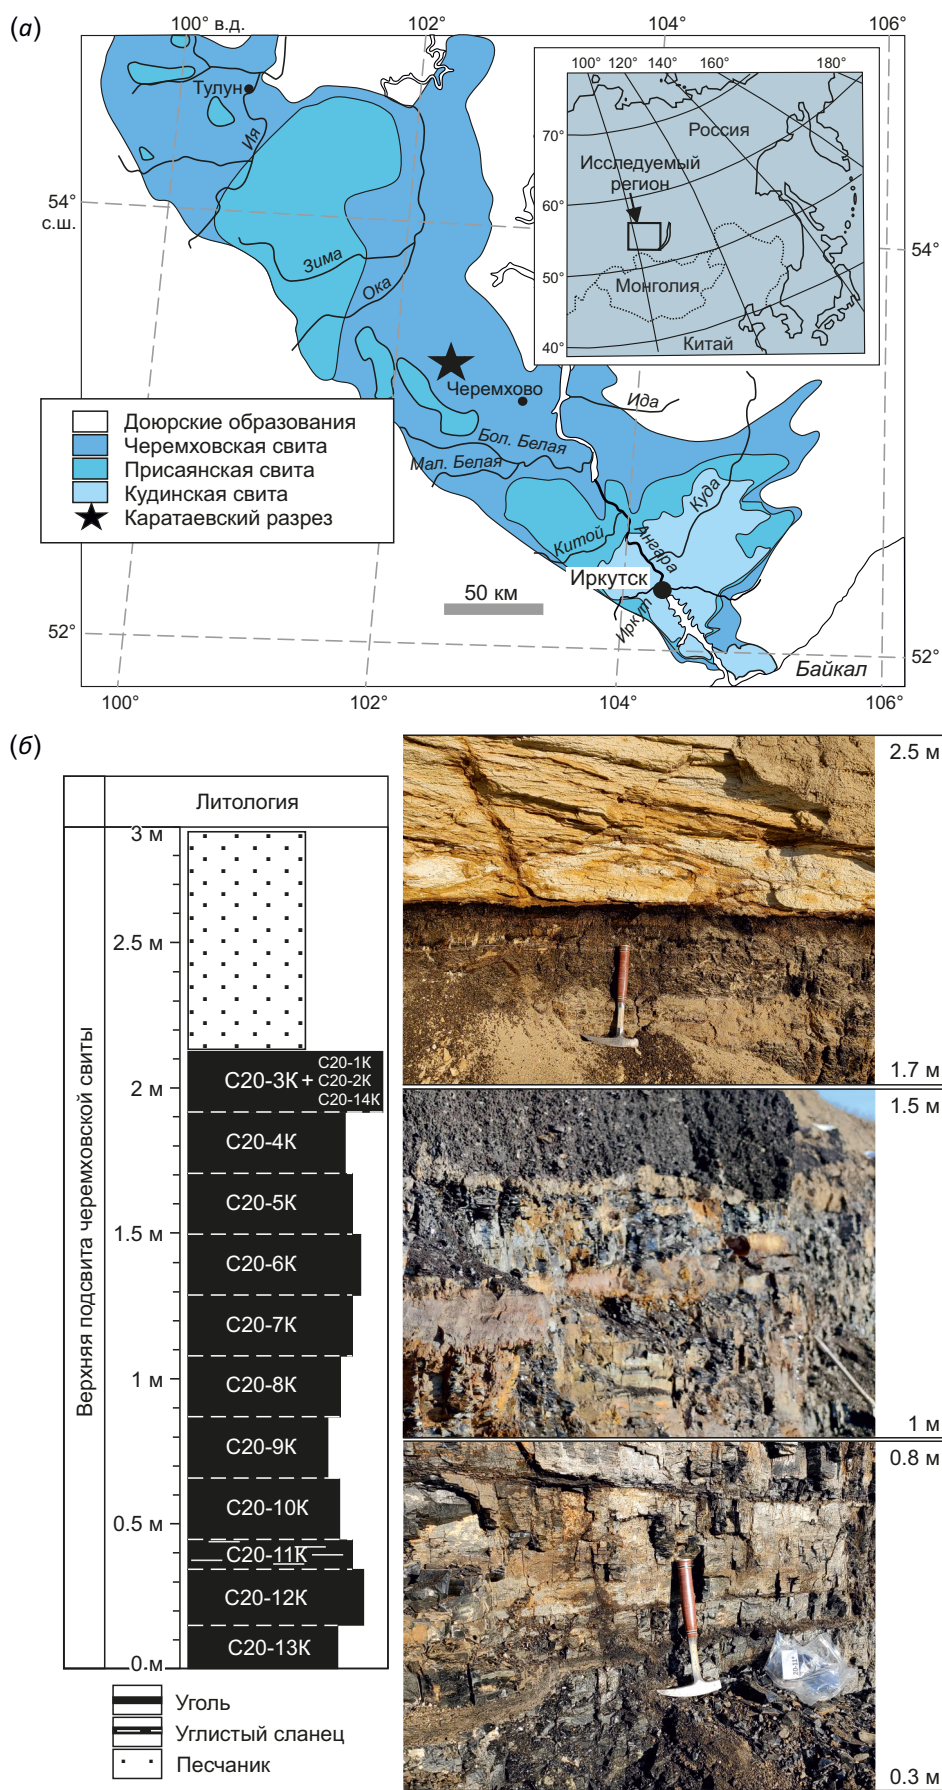 (а)
100° в.д.
102°
104°
106°
100° 120° 140° 160° 180°
Тулун
Ия
70°
Россия
Исследуемый
регион
60°
54°
с.ш.
54°
Зима
50°
Монголия
Ока
Китай
40°
Черемхово
Ида
Доюрские образования
Черемховская свита
Присаянская свита
Кудинская свита
Каратаевский разрез
Бол. Белая
Мал. Белая
Куда
Китой
Ангара
Иркутск
50 км
Иркут
52°
52°
Байкал
100°
102°
104°
106°
(б)
Литология
2.5 м
3 м
2.5 м
Верхняя подсвита черемховской свиты
С20-3К + С20-1К
С20-2К
С20-14К
2 м
1.7 м
1.5 м
С20-4К
С20-5К
1.5 м
С20-6К
С20-7К
1 м
С20-8К
1 м
С20-9К
0.8 м
С20-10К
0.5 м
С20-11К
С20-12К
С20-13К
0 м
20-11*
Уголь
Углистый сланец
Песчаник
0.3 м